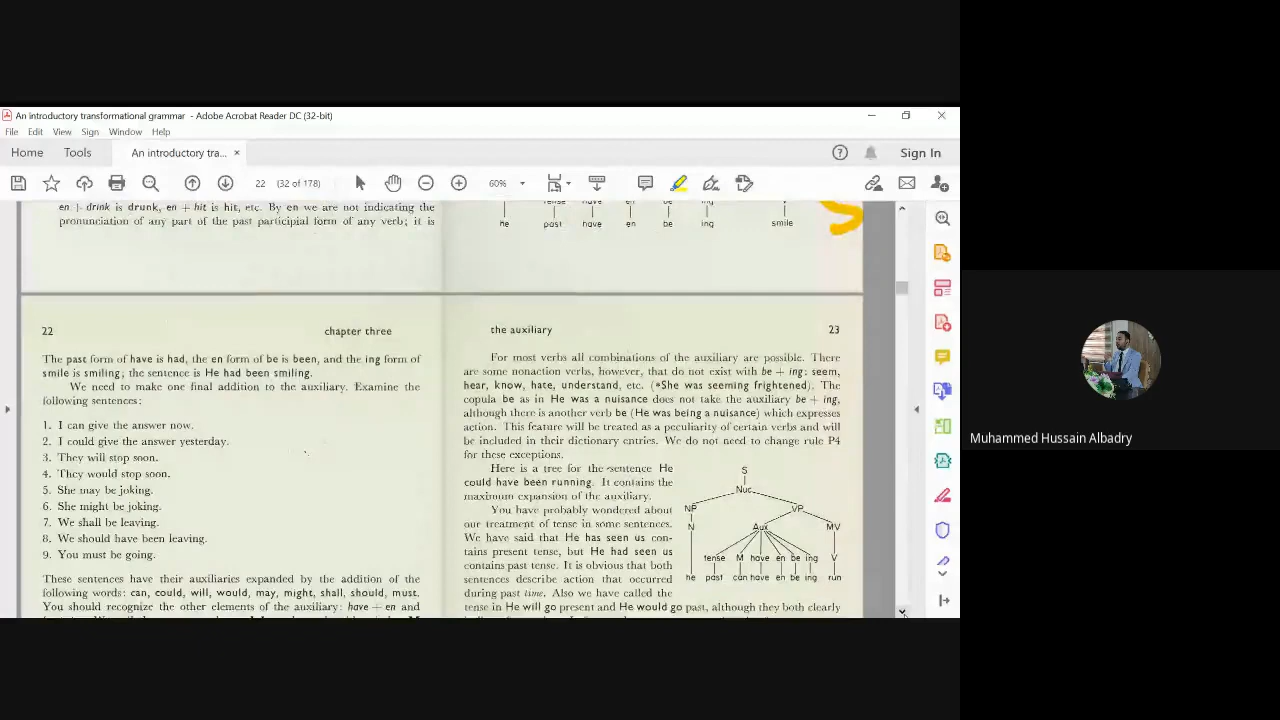 An introductory transformational grammar - Adobe Acrobat Reader DC (32-bit)
File Edit View Sign Window Help
Home Tools An introductory tra... × Sign In
22 (32 of 178) 60%
en + drink is drunk, en + hit is hit, etc. By en we are not indicating the
pronunciation of any part of the past participial form of any verb; it is
tense have en be ing
he past have en be ing smile
22 chapter three
The past form of have is had, the en form of be is been, and the ing form of
smile is smiling; the sentence is He had been smiling.
We need to make one final addition to the auxiliary. Examine the
following sentences:
1. I can give the answer now.
2. I could give the answer yesterday.
3. They will stop soon.
4. They would stop soon.
5. She may be joking.
6. She might be joking.
7. We shall be leaving.
8. We should have been leaving.
9. You must be going.
These sentences have their auxiliaries expanded by the addition of the
following words: can, could, will, would, may, might, shall, should, must.
You should recognize the other elements of the auxiliary: have + en and
the auxiliary 23
For most verbs all combinations of the auxiliary are possible. There
are some nonaction verbs, however, that do not exist with be + ing: seem,
hear, know, hate, understand, etc. (*She was seeming frightened). The
copula be as in He was a nuisance does not take the auxiliary be + ing,
although there is another verb be (He was being a nuisance) which expresses
action. This feature will be treated as a peculiarity of certain verbs and will
be included in their dictionary entries. We do not need to change rule P4
for these exceptions.
Here is a tree for the sentence He
could have been running. It contains the
maximum expansion of the auxiliary.
You have probably wondered about
our treatment of tense in some sentences.
We have said that He has seen us con-
tains present tense, but He had seen us
contains past tense. It is obvious that both
sentences describe action that occurred
during past time. Also we have called the
tense in He will go present and He would go past, although they both clearly
S
Nuc
NP VP
N Aux MV
tense M have en be ing V
he past can have en be ing run
Muhammed Hussain Albadry